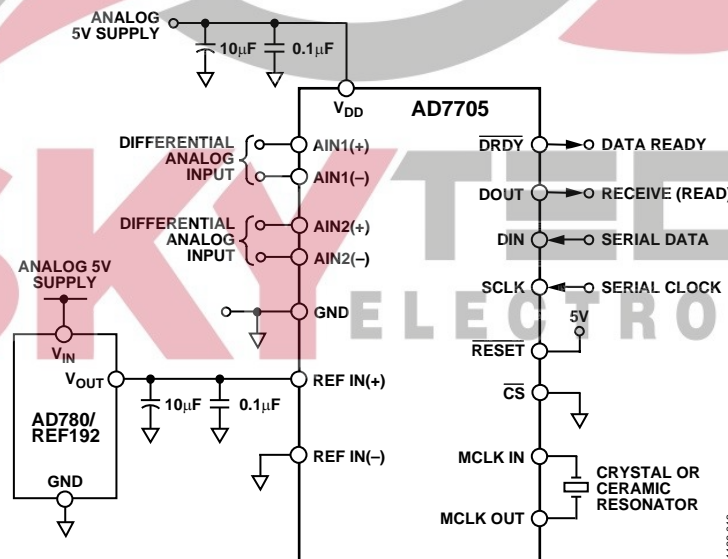 ANALOG
5V SUPPLY
10µF
0.1µF
VDD
AD7705
DIFFERENTIAL
ANALOG
INPUT
AIN1(+)
AIN1(–)
DIFFERENTIAL
ANALOG
INPUT
AIN2(+)
AIN2(–)
DRDY
DATA READY
DOUT
RECEIVE (READ)
DIN
SERIAL DATA
SCLK
SERIAL CLOCK
5V
RESET
CS
ANALOG 5V
SUPPLY
VIN
VOUT
AD780/
REF192
GND
GND
REF IN(+)
10µF
0.1µF
REF IN(–)
MCLK IN
MCLK OUT
CRYSTAL OR
CERAMIC
RESONATOR
SKYTEC
ELECTRO